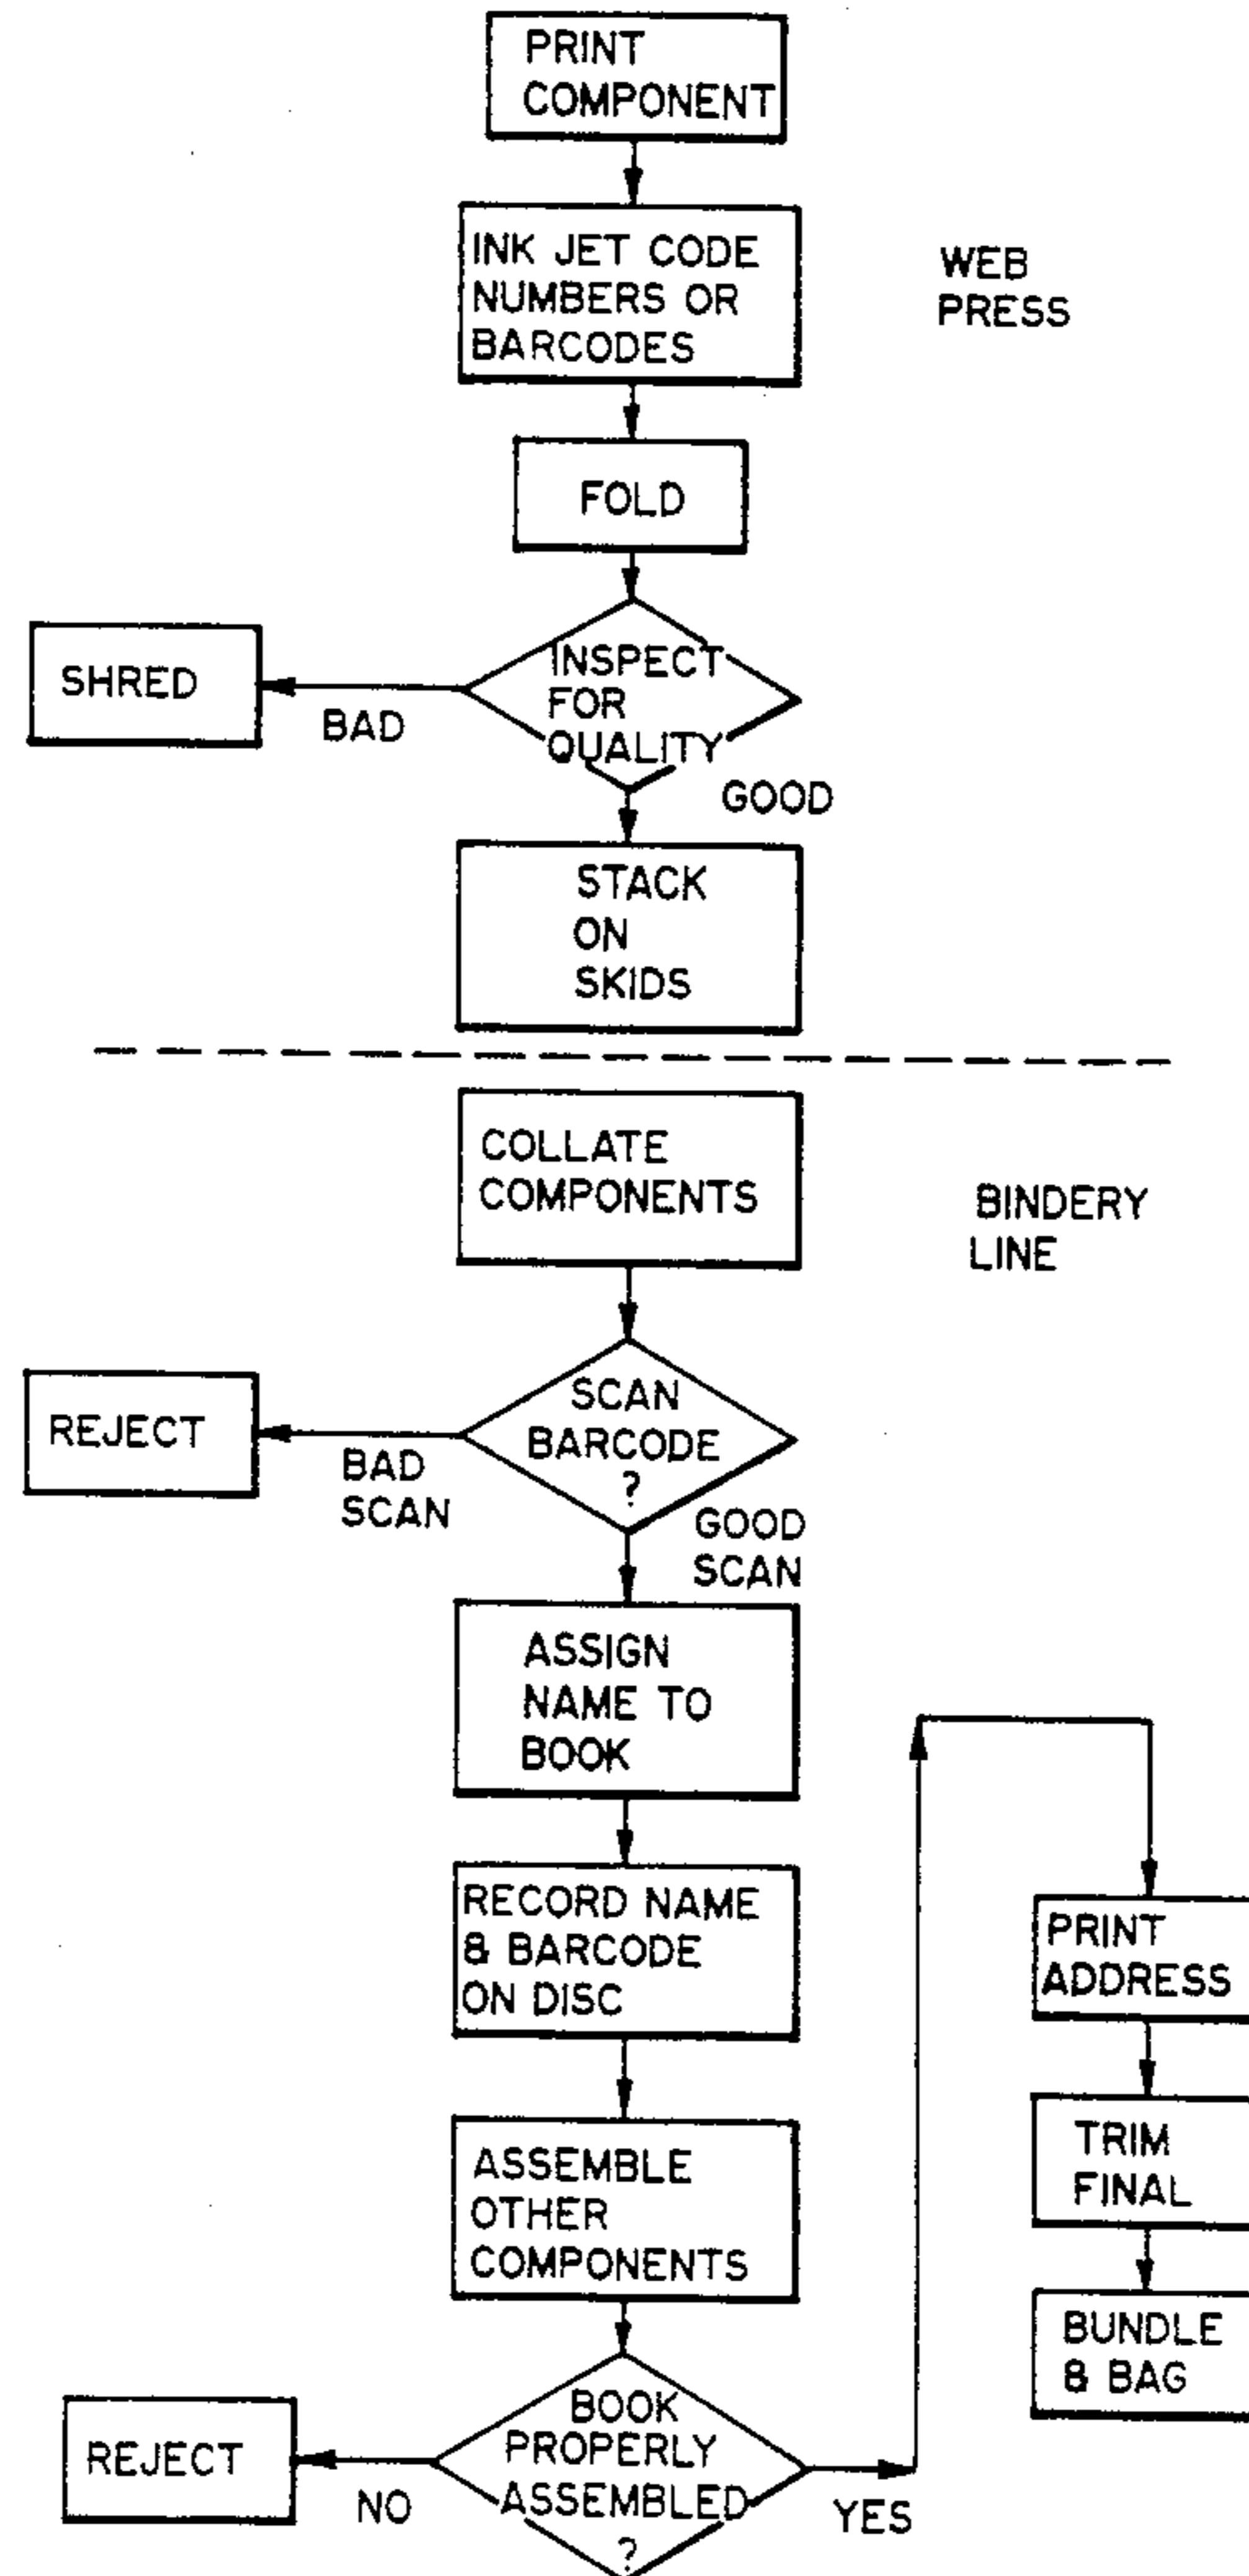 PRINT
COMPONENT
INK JET CODE
NUMBERS OR
BARCODES
WEB
PRESS
FOLD
INSPECT
FOR
QUALITY
SHRED
BAD
GOOD
STACK
ON
SKIDS
COLLATE
COMPONENTS
BINDERY
LINE
SCAN
BARCODE
?
REJECT
BAD
SCAN
GOOD
SCAN
ASSIGN
NAME TO
BOOK
RECORD NAME
& BARCODE
ON DISC
ASSEMBLE
OTHER
COMPONENTS
BOOK
PROPERLY
ASSEMBLED
?
REJECT
NO
YES
PRINT
ADDRESS
TRIM
FINAL
BUNDLE
& BAG